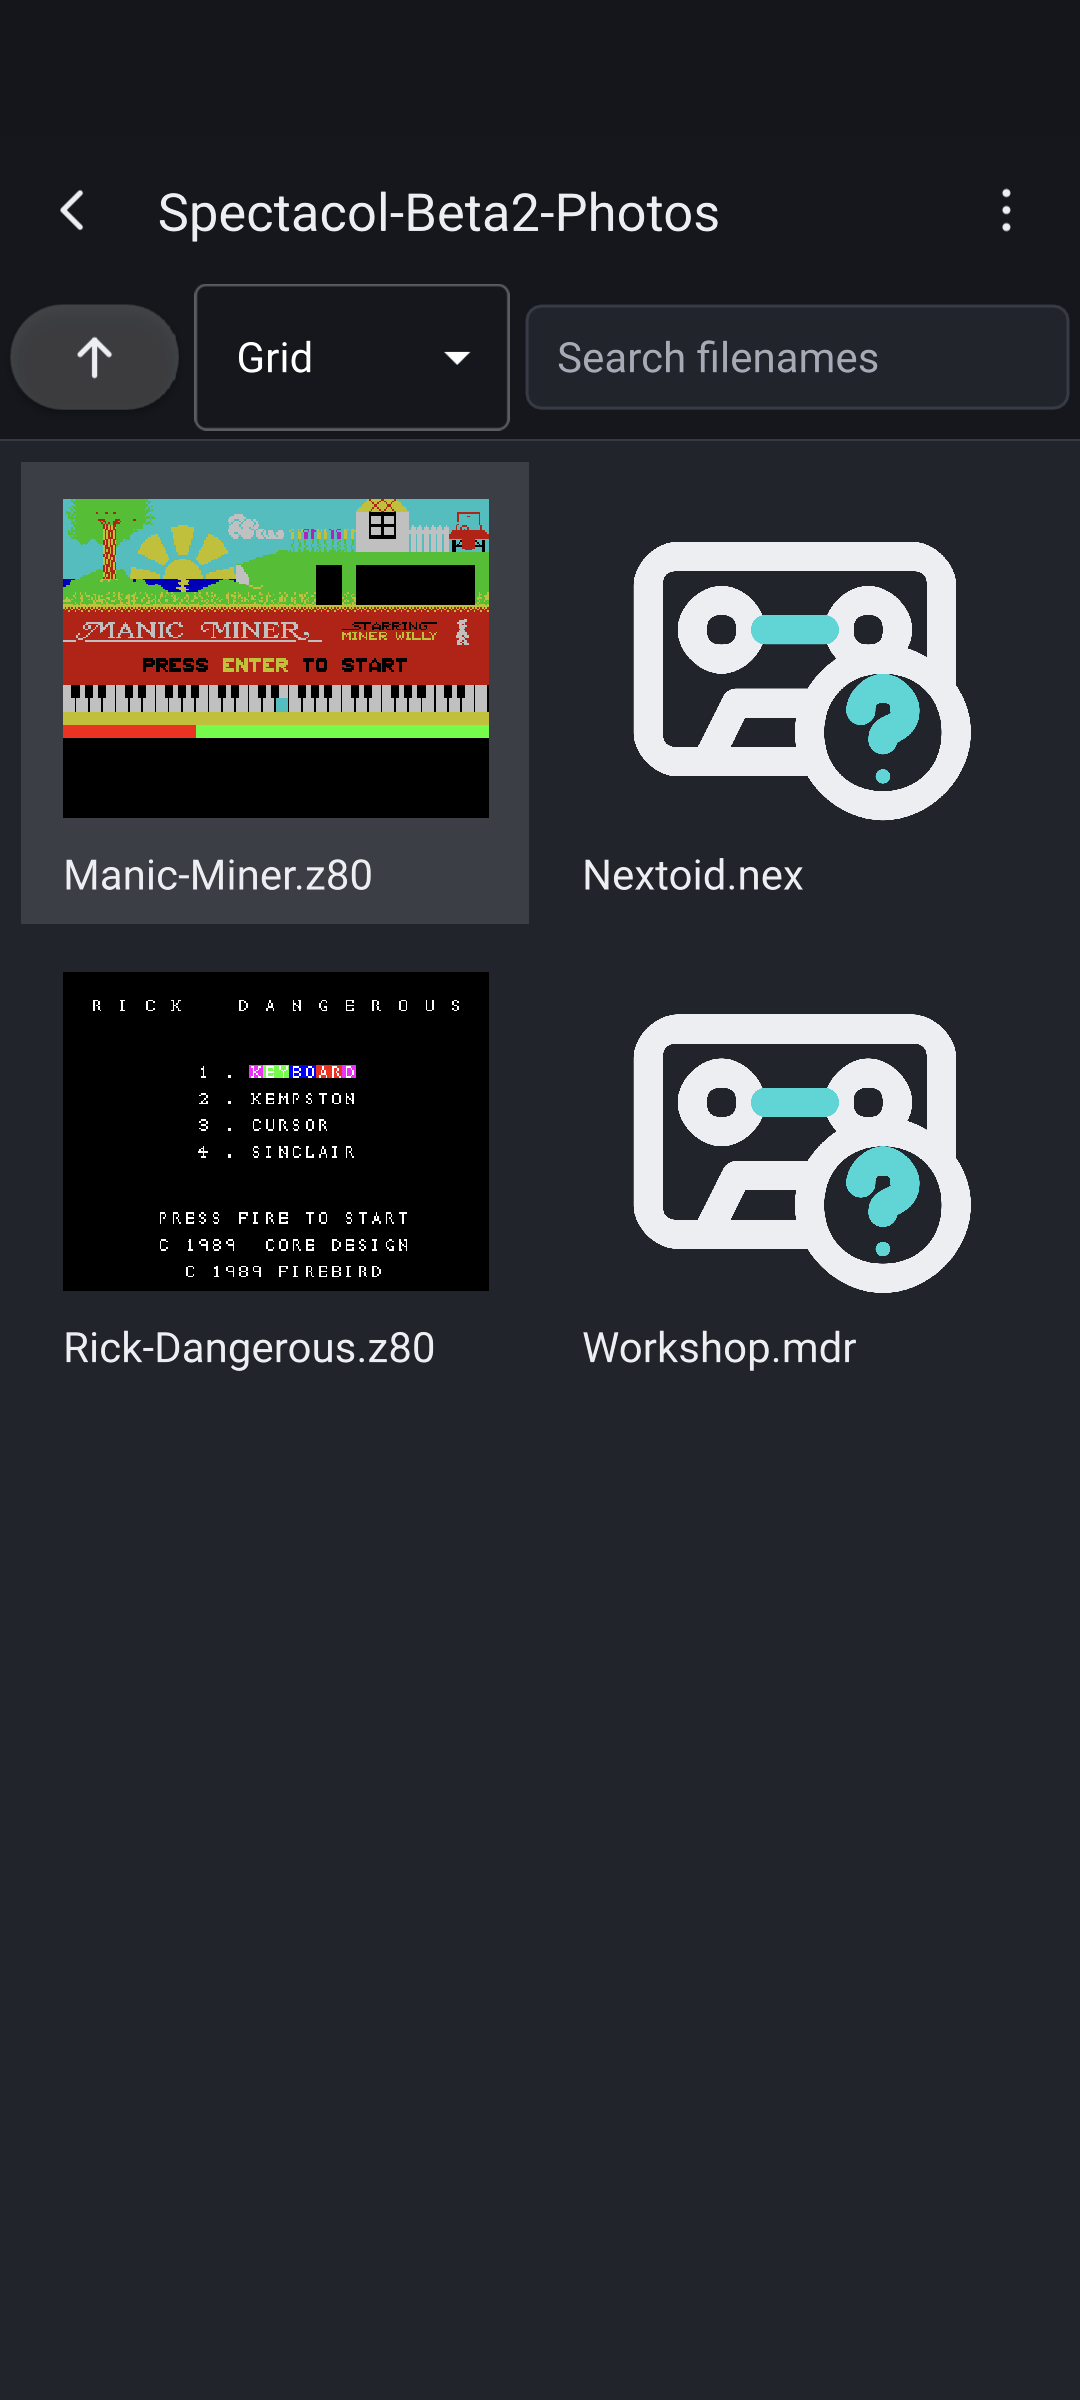 Spectacol-Beta2-Photos
Grid
Search filenames
MANIC MINER
STARRING
MINER WILLY
PRESS ENTER TO START
Manic-Miner.z80
Nextoid.nex
RICK DANGEROUS
1 . KEYBOARD
2 . KEMPSTON
3 . CURSOR
4 . SINCLAIR
PRESS FIRE TO START
C 1989 CORE DESIGN
C 1989 FIREBIRD
Rick-Dangerous.z80
Workshop.mdr